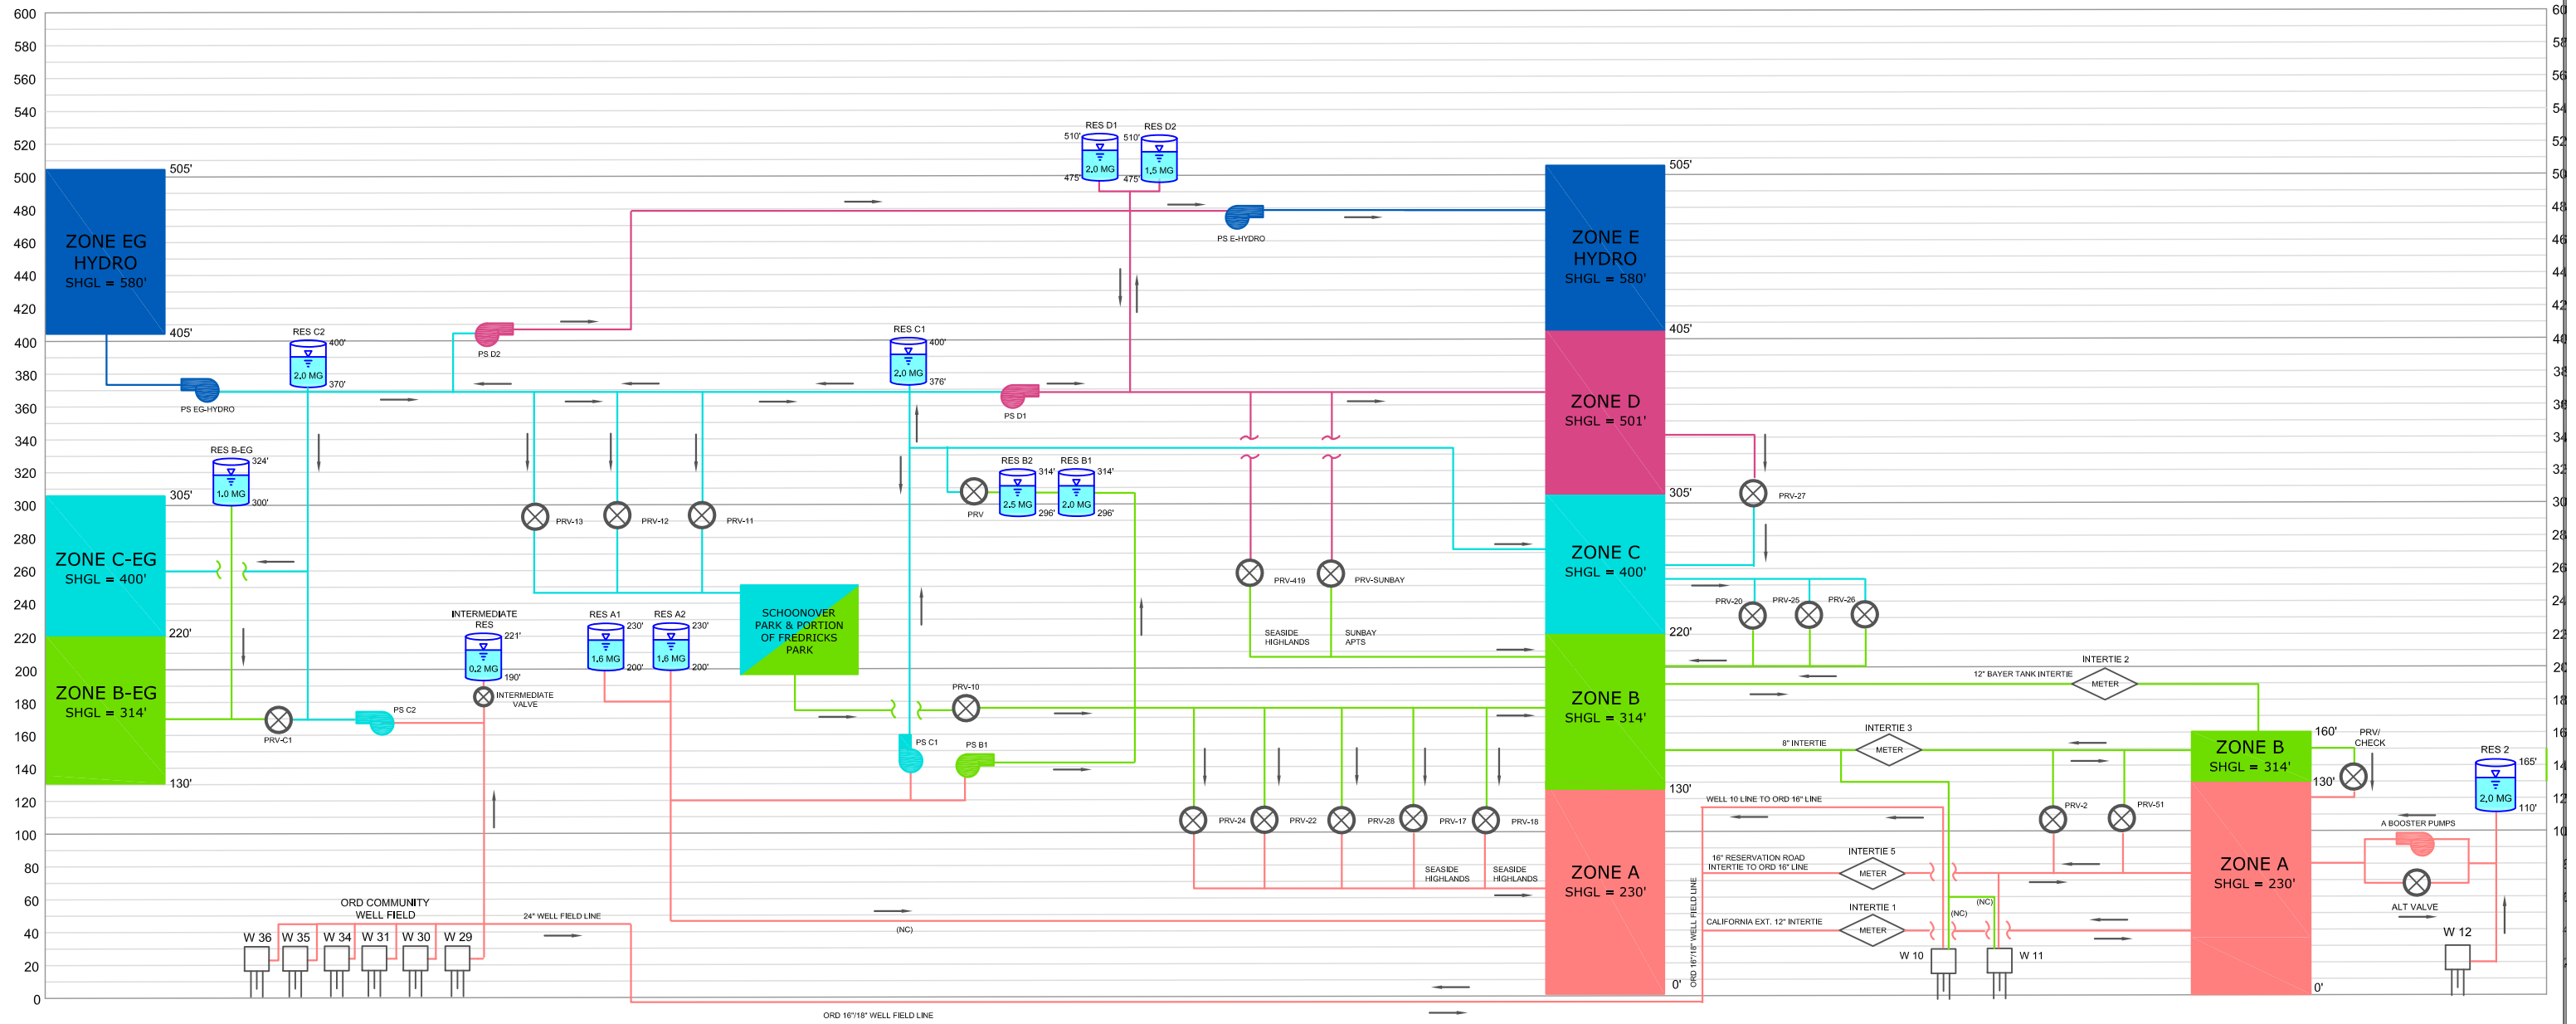 600
580
560
540
520
500
480
460
440
420
400
380
360
340
320
300
280
260
240
220
200
180
160
140
120
100
80
60
40
20
0
ZONE EG
HYDRO
SHGL = 580'
505'
405'
PS EG-HYDRO
RES C2
400'
2.0 MG
370'
RES B-EG
324'
1.0 MG
300'
305'
ZONE C-EG
SHGL = 400'
220'
ZONE B-EG
SHGL = 314'
130'
PRV-C1
PS C2
PS D2
INTERMEDIATE
RES
221'
0.2 MG
190'
INTERMEDIATE
VALVE
PRV-13
PRV-12
PRV-11
RES A1
230'
1.6 MG
200'
RES A2
230'
1.6 MG
200'
SCHOONOVER
PARK & PORTION
OF FREDRICKS
PARK
RES C1
400'
2.0 MG
376'
PS D1
RES D1
510'
2.0 MG
475'
RES D2
510'
1.5 MG
475'
PS E-HYDRO
PRV
RES B2
314'
2.5 MG
296'
RES B1
314'
2.0 MG
296'
PRV-10
PS C1
PS B1
PRV-419
PRV-SUNBAY
SEASIDE
HIGHLANDS
SUNBAY
APTS
PRV-24
PRV-22
PRV-28
PRV-17
PRV-18
SEASIDE
HIGHLANDS
SEASIDE
HIGHLANDS
(NC)
ORD COMMUNITY
WELL FIELD
24" WELL FIELD LINE
W 36
W 35
W 34
W 31
W 30
W 29
ORD 16"/18" WELL FIELD LINE
ZONE E
HYDRO
SHGL = 580'
505'
405'
ZONE D
SHGL = 501'
305'
ZONE C
SHGL = 400'
220'
ZONE B
SHGL = 314'
130'
ZONE A
SHGL = 230'
0'
PRV-27
PRV-20
PRV-25
PRV-26
INTERTIE 2
12" BAYER TANK INTERTIE
METER
INTERTIE 3
8" INTERTIE
METER
WELL 10 LINE TO ORD 16" LINE
INTERTIE 5
16" RESERVATION ROAD
INTERTIE TO ORD 16" LINE
METER
INTERTIE 1
CALIFORNIA EXT. 12" INTERTIE
METER
ORD 16"/18" WELL FIELD LINE
(NC)
(NC)
W 10
W 11
PRV-2
PRV-51
160'
ZONE B
SHGL = 314'
130'
ZONE A
SHGL = 230'
0'
PRV/
CHECK
RES 2
165'
2.0 MG
110'
A BOOSTER PUMPS
ALT VALVE
W 12